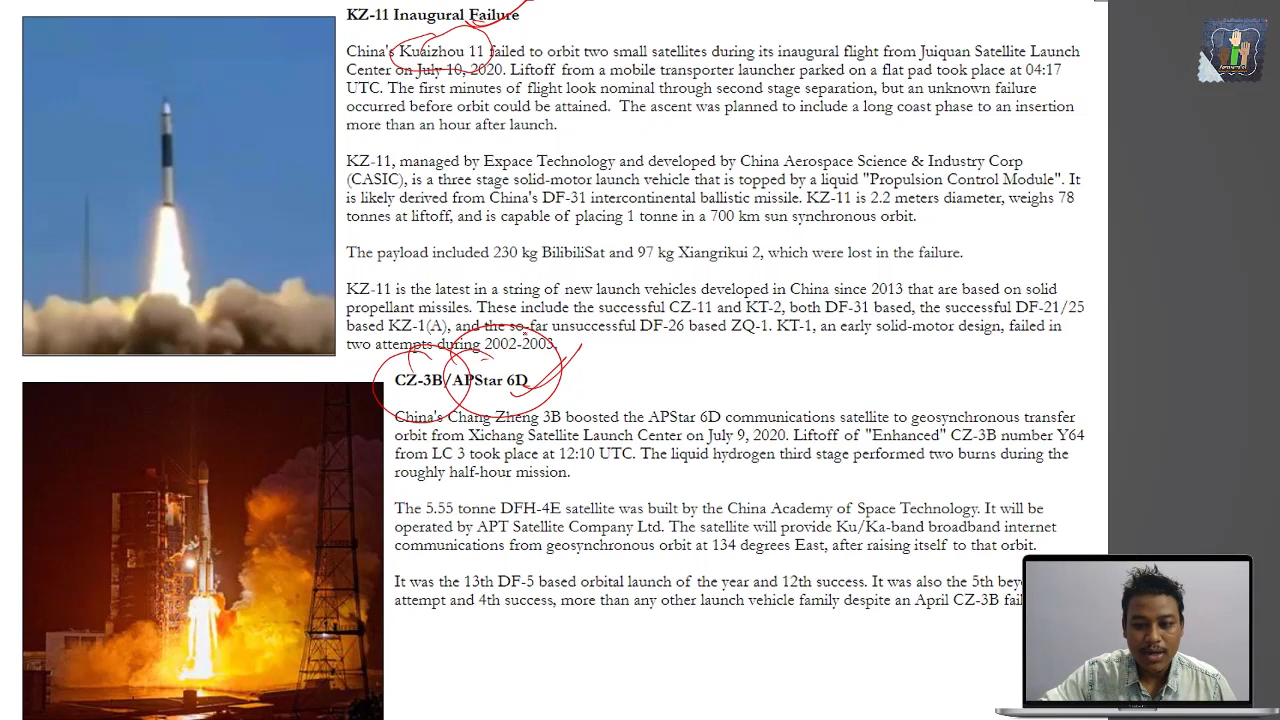 KZ-11 Inaugural Failure
China's Kuaizhou 11 failed to orbit two small satellites during its inaugural flight from Juiquan Satellite Launch
Center on July 10, 2020. Liftoff from a mobile transporter launcher parked on a flat pad took place at 04:17
UTC. The first minutes of flight look nominal through second stage separation, but an unknown failure
occurred before orbit could be attained. The ascent was planned to include a long coast phase to an insertion
more than an hour after launch.
KZ-11, managed by Expace Technology and developed by China Aerospace Science & Industry Corp
(CASIC), is a three stage solid-motor launch vehicle that is topped by a liquid "Propulsion Control Module". It
is likely derived from China's DF-31 intercontinental ballistic missile. KZ-11 is 2.2 meters diameter, weighs 78
tonnes at liftoff, and is capable of placing 1 tonne in a 700 km sun synchronous orbit.
The payload included 230 kg BilibiliSat and 97 kg Xiangrikui 2, which were lost in the failure.
KZ-11 is the latest in a string of new launch vehicles developed in China since 2013 that are based on solid
propellant missiles. These include the successful CZ-11 and KT-2, both DF-31 based, the successful DF-21/25
based KZ-1(A), and the so-far unsuccessful DF-26 based ZQ-1. KT-1, an early solid-motor design, failed in
two attempts during 2002-2003.
CZ-3B/APStar 6D
China's Chang Zheng 3B boosted the APStar 6D communications satellite to geosynchronous transfer
orbit from Xichang Satellite Launch Center on July 9, 2020. Liftoff of "Enhanced" CZ-3B number Y64
from LC 3 took place at 12:10 UTC. The liquid hydrogen third stage performed two burns during the
roughly half-hour mission.
The 5.55 tonne DFH-4E satellite was built by the China Academy of Space Technology. It will be
operated by APT Satellite Company Ltd. The satellite will provide Ku/Ka-band broadband internet
communications from geosynchronous orbit at 134 degrees East, after raising itself to that orbit.
It was the 13th DF-5 based orbital launch of the year and 12th success. It was also the 5th bey
attempt and 4th success, more than any other launch vehicle family despite an April CZ-3B fail